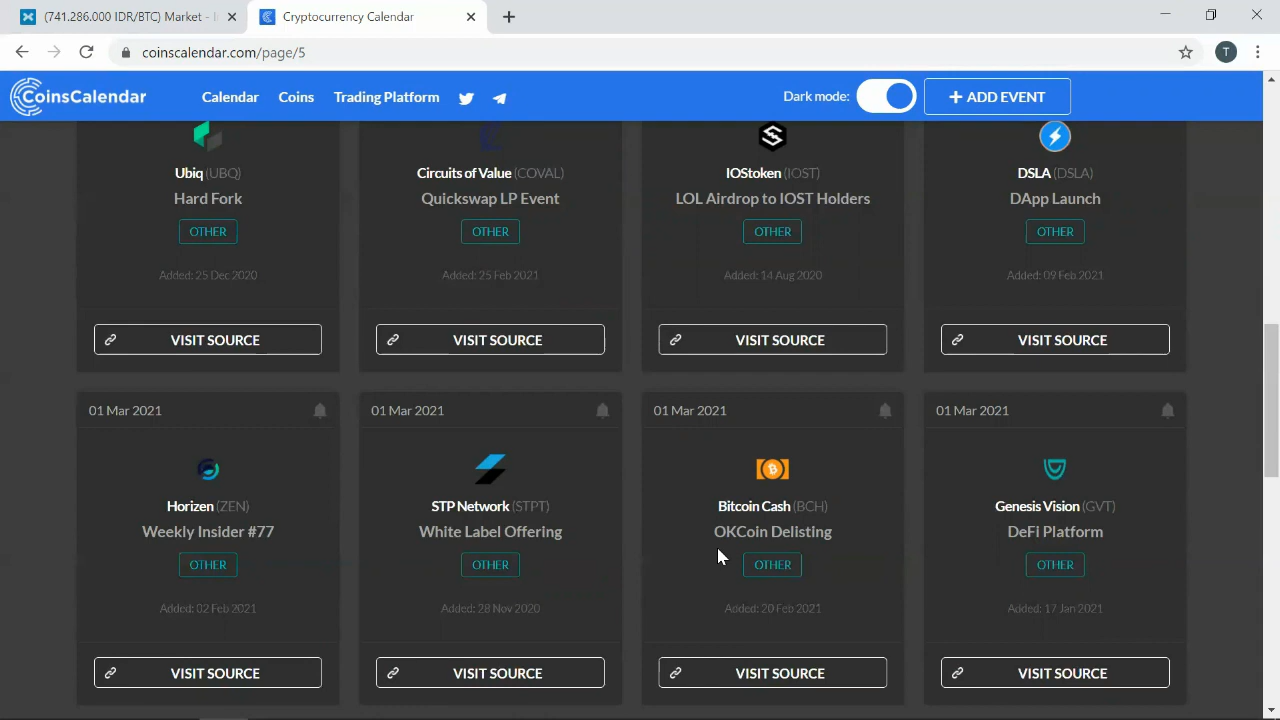 (741.286.000 IDR/BTC) Market - I
Cryptocurrency Calendar
coinscalendar.com/page/5
T
CoinsCalendar
Calendar
Coins
Trading Platform
Dark mode:
+ ADD EVENT
Ubiq (UBQ)
Hard Fork
OTHER
Added: 25 Dec 2020
VISIT SOURCE
Circuits of Value (COVAL)
Quickswap LP Event
OTHER
Added: 25 Feb 2021
VISIT SOURCE
IOStoken (IOST)
LOL Airdrop to IOST Holders
OTHER
Added: 14 Aug 2020
VISIT SOURCE
DSLA (DSLA)
DApp Launch
OTHER
Added: 09 Feb 2021
VISIT SOURCE
01 Mar 2021
Horizen (ZEN)
Weekly Insider #77
OTHER
Added: 02 Feb 2021
VISIT SOURCE
01 Mar 2021
STP Network (STPT)
White Label Offering
OTHER
Added: 28 Nov 2020
VISIT SOURCE
01 Mar 2021
Bitcoin Cash (BCH)
OKCoin Delisting
OTHER
Added: 20 Feb 2021
VISIT SOURCE
01 Mar 2021
Genesis Vision (GVT)
DeFi Platform
OTHER
Added: 17 Jan 2021
VISIT SOURCE